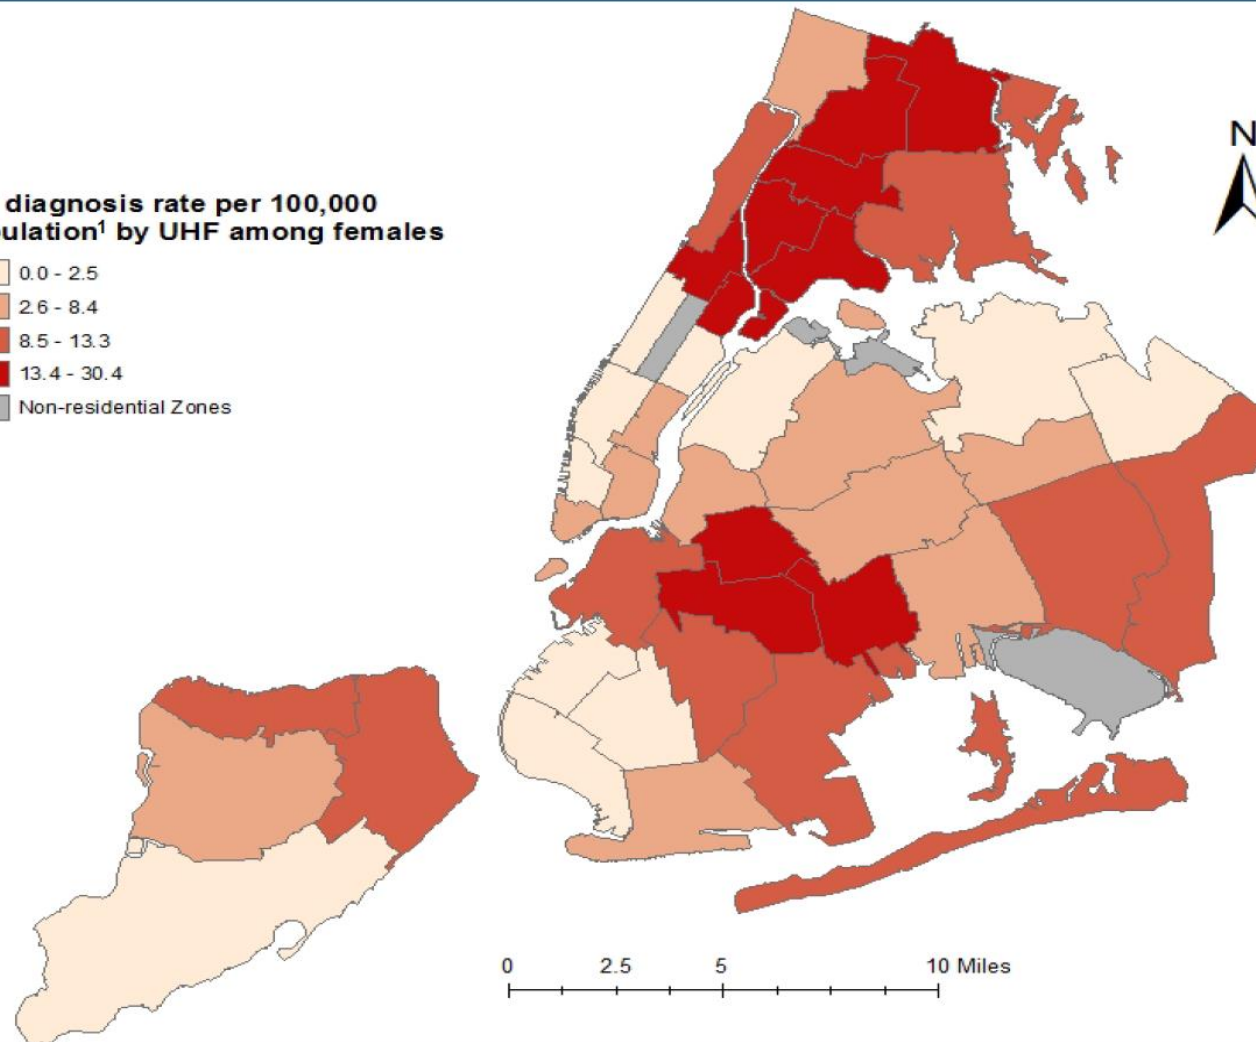 diagnosis rate per 100,000
ulation¹ by UHF among females
0.0 - 2.5
2.6 - 8.4
8.5 - 13.3
13.4 - 30.4
Non-residential Zones
N
0 2.5 5 10 Miles